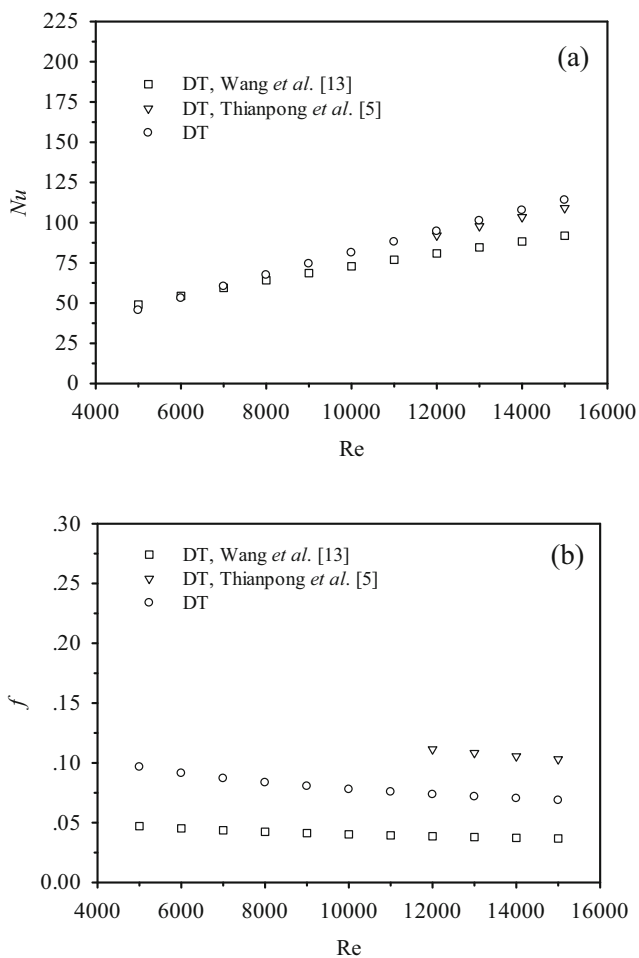 225
(a)
200
DT, Wang et al. [13]
175
DT, Thianpong et al. [5]
150
DT
125
Nu
100
75
50
25
0
4000 6000 8000 10000 12000 14000 16000
Re
.30
(b)
DT, Wang et al. [13]
.25
DT, Thianpong et al. [5]
DT
.20
f
.15
.10
.05
0.00
4000 6000 8000 10000 12000 14000 16000
Re